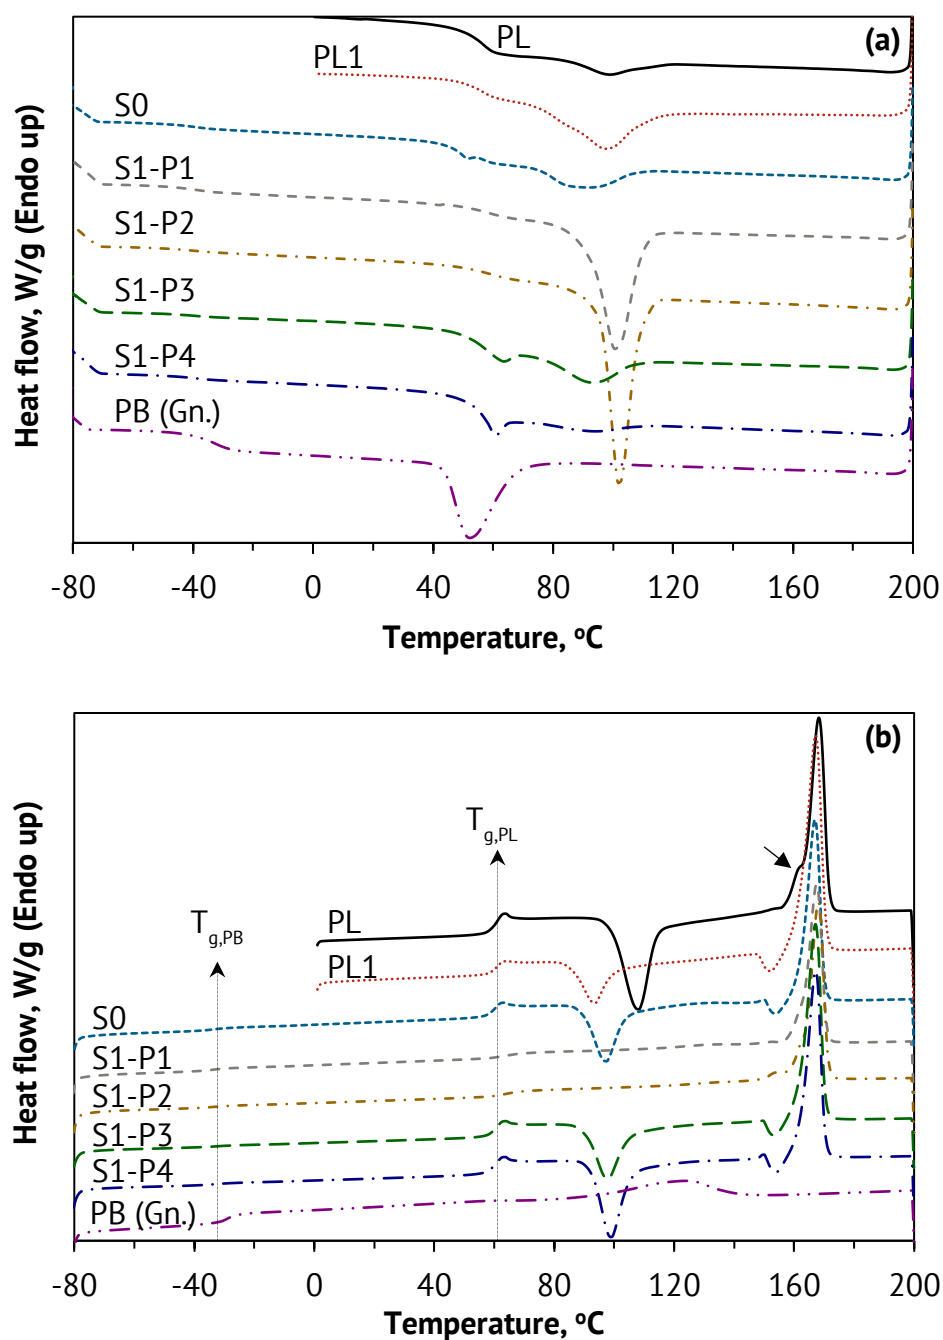 (a)
PL
PL1
S0
S1-P1
S1-P2
S1-P3
S1-P4
PB (Gn.)
Heat flow, W/g (Endo up)
-80 -40 0 40 80 120 160 200
Temperature, ºC
(b)
T g,PL
T g,PB
PL
PL1
S0
S1-P1
S1-P2
S1-P3
S1-P4
PB (Gn.)
Heat flow, W/g (Endo up)
-80 -40 0 40 80 120 160 200
Temperature, ºC